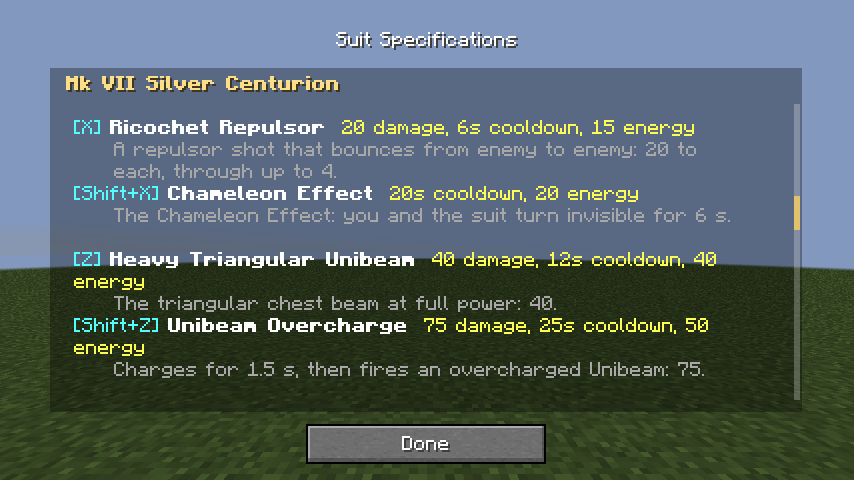 Suit Specifications
Mk VII Silver Centurion
[X] Ricochet Repulsor 20 damage, 6s cooldown, 15 energy
A repulsor shot that bounces from enemy to enemy: 20 to
each, through up to 4.
[Shift+X] Chameleon Effect 20s cooldown, 20 energy
The Chameleon Effect: you and the suit turn invisible for 6 s.
[Z] Heavy Triangular Unibeam 40 damage, 12s cooldown, 40
energy
The triangular chest beam at full power: 40.
[Shift+Z] Unibeam Overcharge 75 damage, 25s cooldown, 50
energy
Charges for 1.5 s, then fires an overcharged Unibeam: 75.
Done